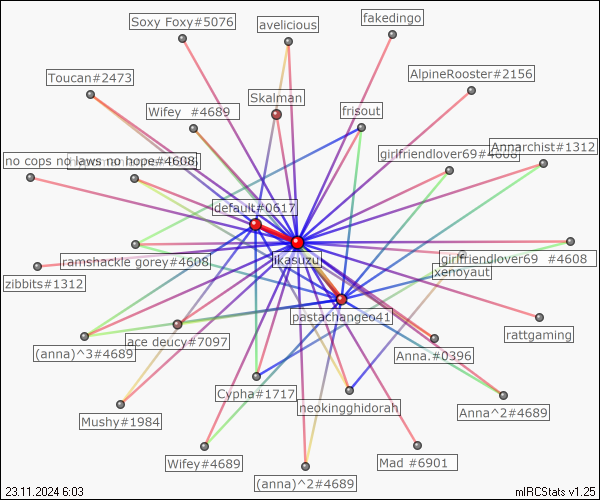 Soxy Foxy#5076
avelicious
fakedingo
Toucan#2473
AlpineRooster#2156
Skalman
Wifey  #4689
frisout
Annarchist#1312
girlfriendlover69#4608
no cops no laws no hope#4608
default#0617
ramshackle gorey#4608
likasuzu
girlfriendlover69  #4608
xenoyaut
zibbits#1312
pastachangeo41
rattgaming
(anna)^3#4689
ace deucy#7097
Anna.#0396
Cypha#1717
neokingghidorah
Anna^2#4689
Mushy#1984
Wifey#4689
Mad #6901
(anna)^2#4689
23.11.2024 6:03
mIRCStats v1.25